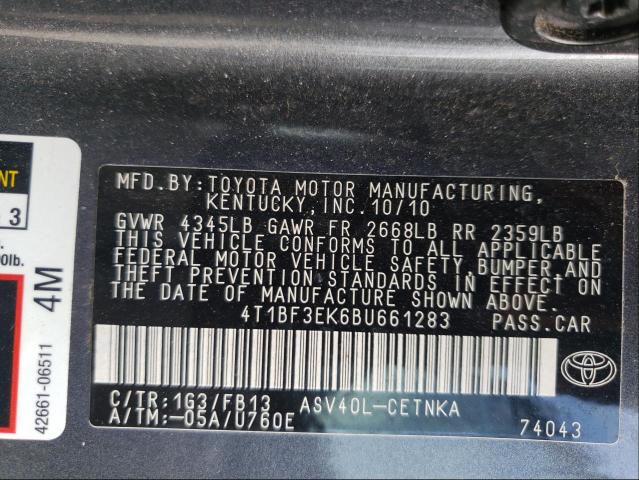 MFD.BY:TOYOTA MOTOR MANUFACTURING,
KENTUCKY,INC.10/10
GVWR 4345LB GAWR FR 2668LB RR 2359LB
THIS VEHICLE CONFORMS TO ALL APPLICABLE
FEDERAL MOTOR VEHICLE SAFETY,BUMPER,AND
THEFT PREVENTION STANDARDS IN EFFECT ON
THE DATE OF MANUFACTURE SHOWN ABOVE.
4T1BF3EK6BU661283 PASS.CAR
C/TR:1G3/FB13 ASV40L-CETNKA
A/TM:-05A/U760E 74043
3
4M
42661-06511